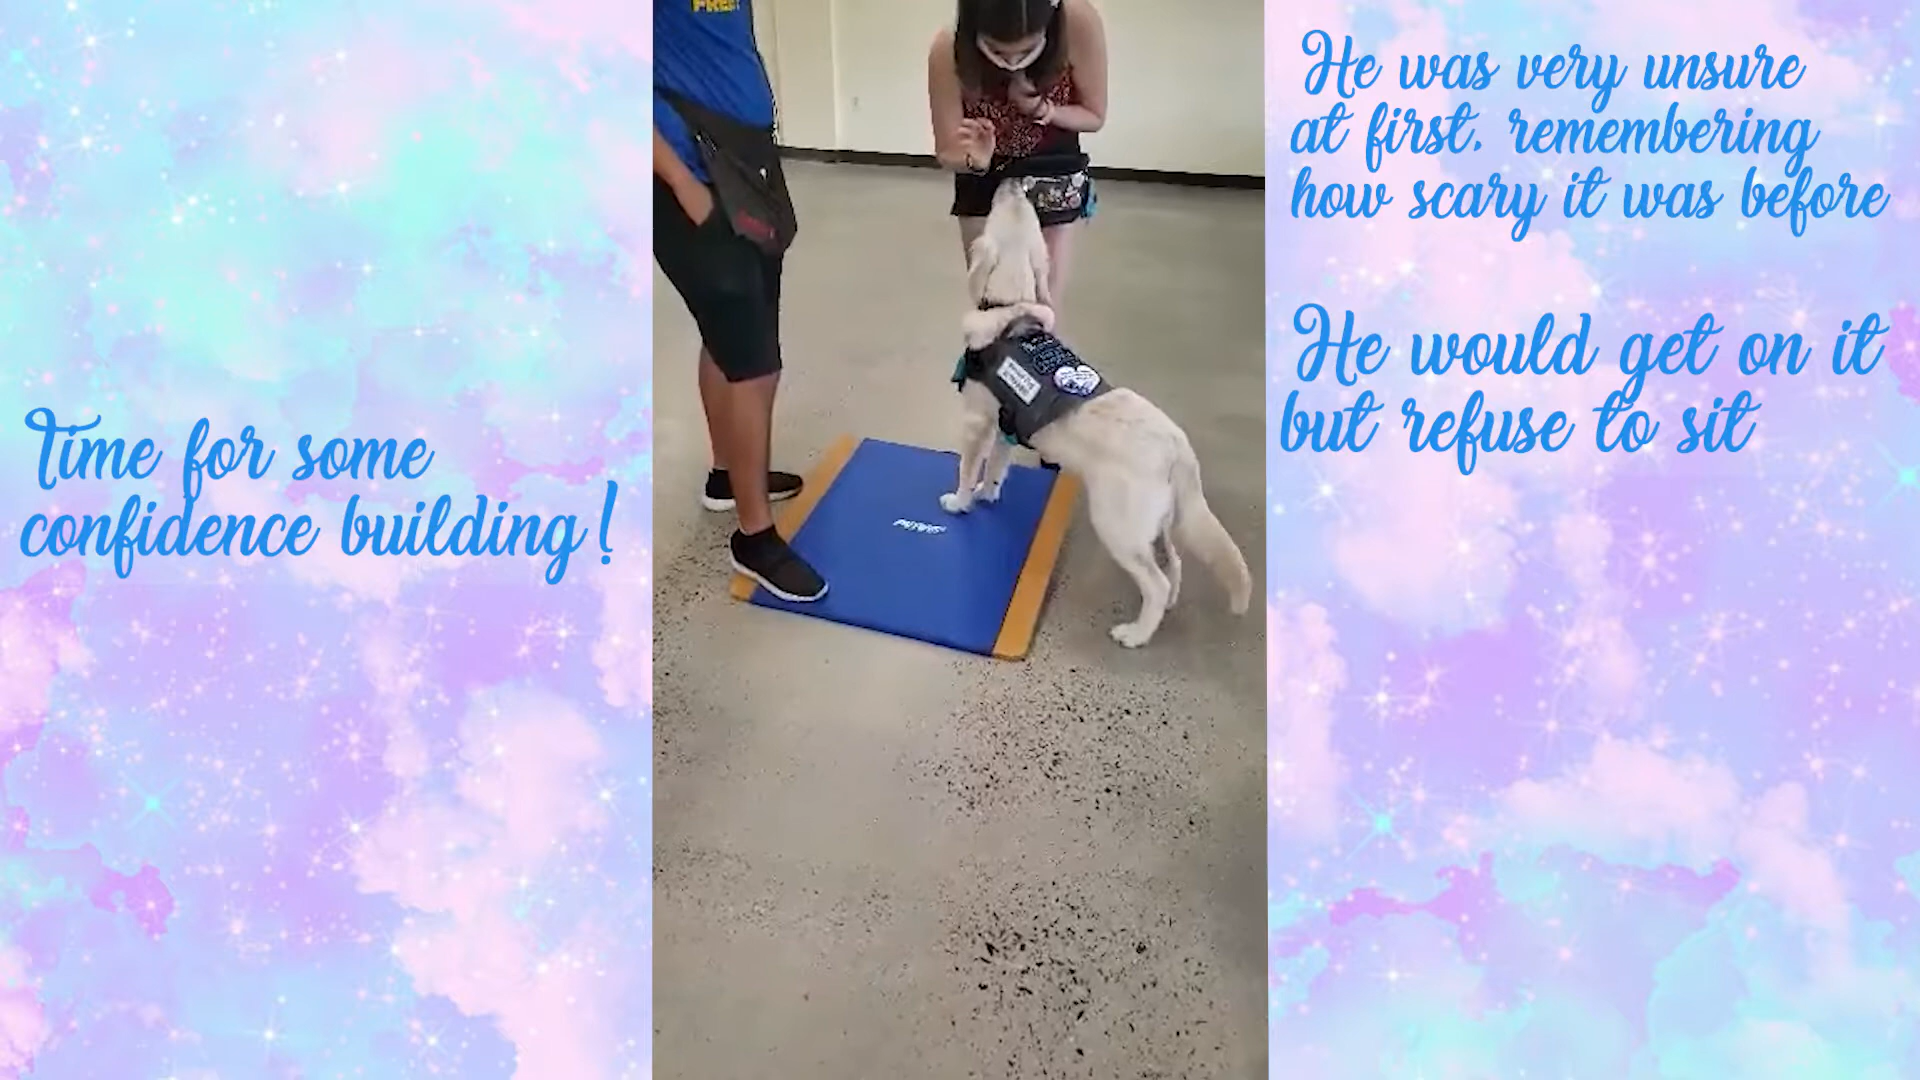 Time for some
confidence building!
He was very unsure
at first, remembering
how scary it was before
He would get on it
but refuse to sit